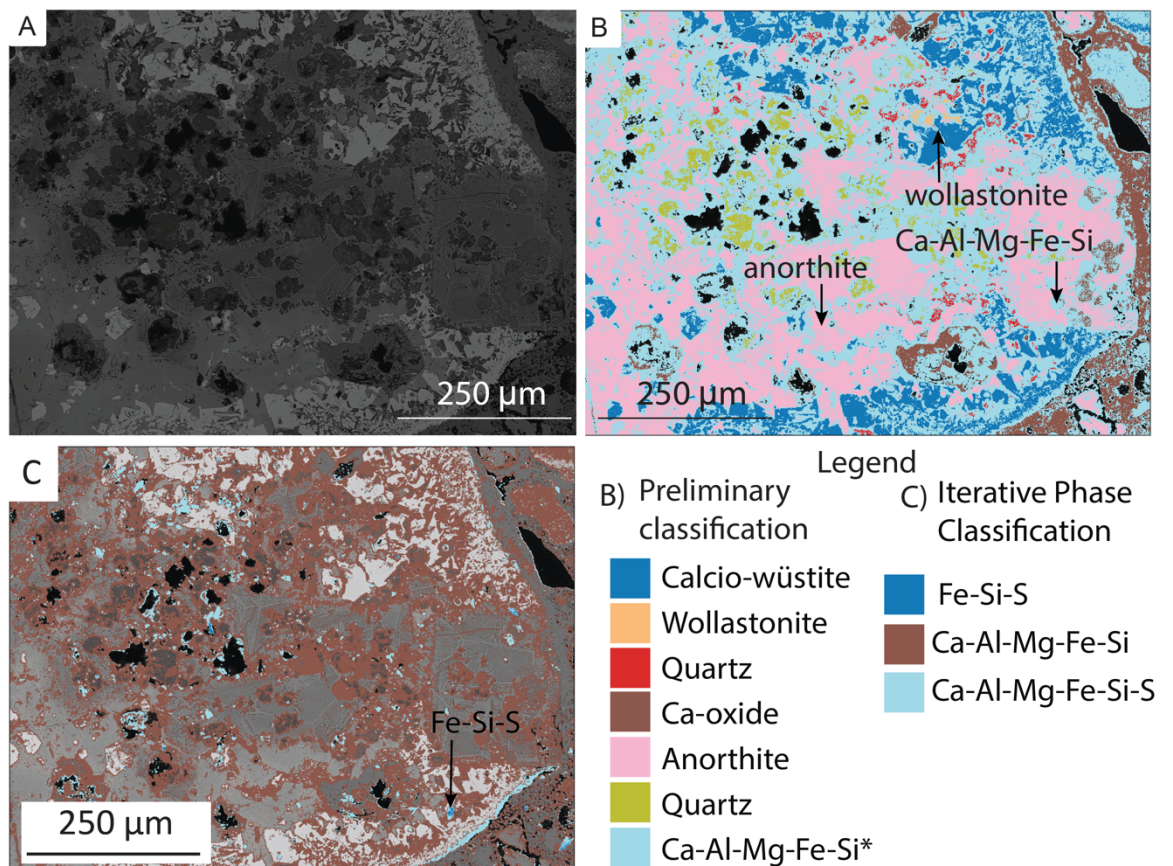 A
B
wollastonite
Ca-Al-Mg-Fe-Si
anorthite
250 µm
250 µm
C
Fe-Si-S
250 µm
Legend
B) Preliminary
classification
Calcio-wüstite
Wollastonite
Quartz
Ca-oxide
Anorthite
Quartz
Ca-Al-Mg-Fe-Si*
C) Iterative Phase
Classification
Fe-Si-S
Ca-Al-Mg-Fe-Si
Ca-Al-Mg-Fe-Si-S